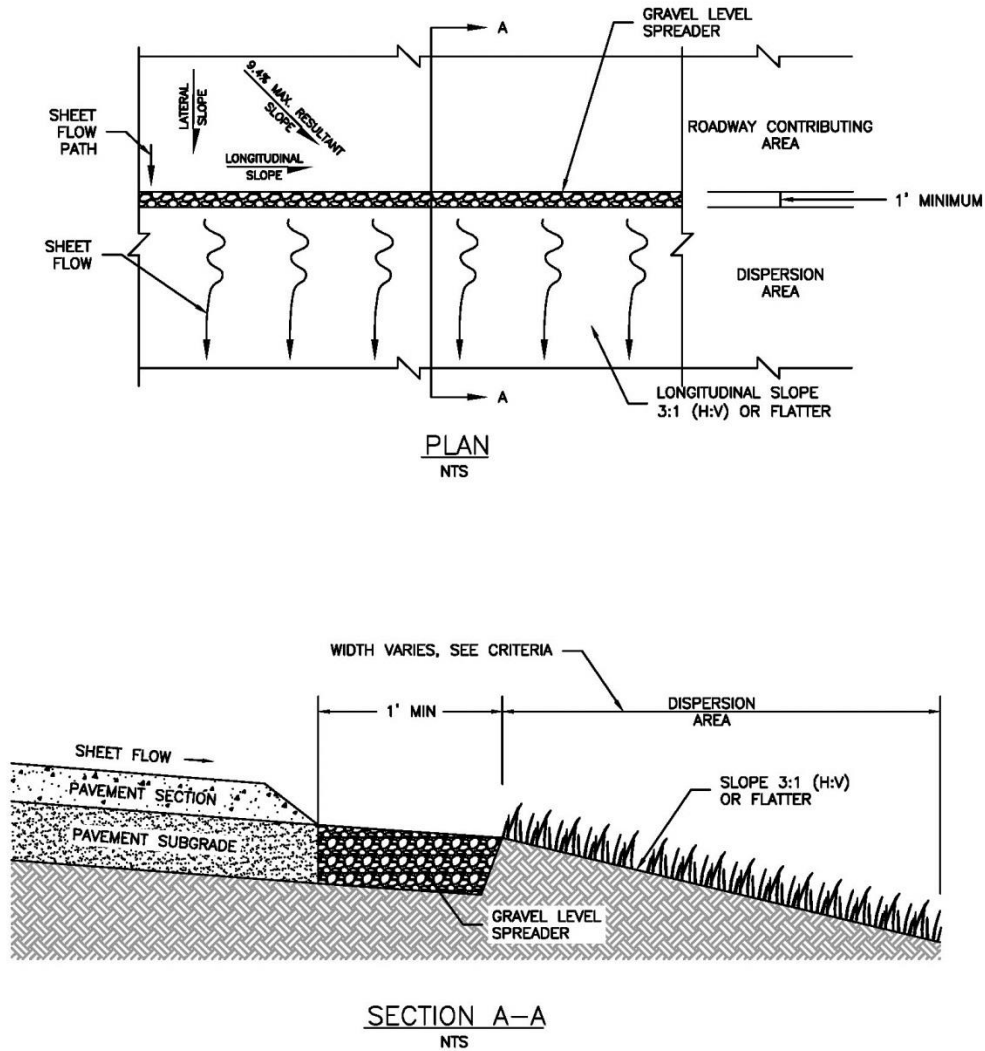 A
GRAVEL LEVEL
SPREADER
SHEET
FLOW
PATH
LATERAL
SLOPE
9.4% MAX. RESULTANT
SLOPE
LONGITUDINAL
SLOPE
ROADWAY CONTRIBUTING
AREA
1' MINIMUM
SHEET
FLOW
DISPERSION
AREA
A
LONGITUDINAL SLOPE
3:1 (H:V) OR FLATTER
PLAN
NTS
WIDTH VARIES, SEE CRITERIA
1' MIN
DISPERSION
AREA
SHEET FLOW
PAVEMENT SECTION
PAVEMENT SUBGRADE
SLOPE 3:1 (H:V)
OR FLATTER
GRAVEL LEVEL
SPREADER
SECTION A-A
NTS